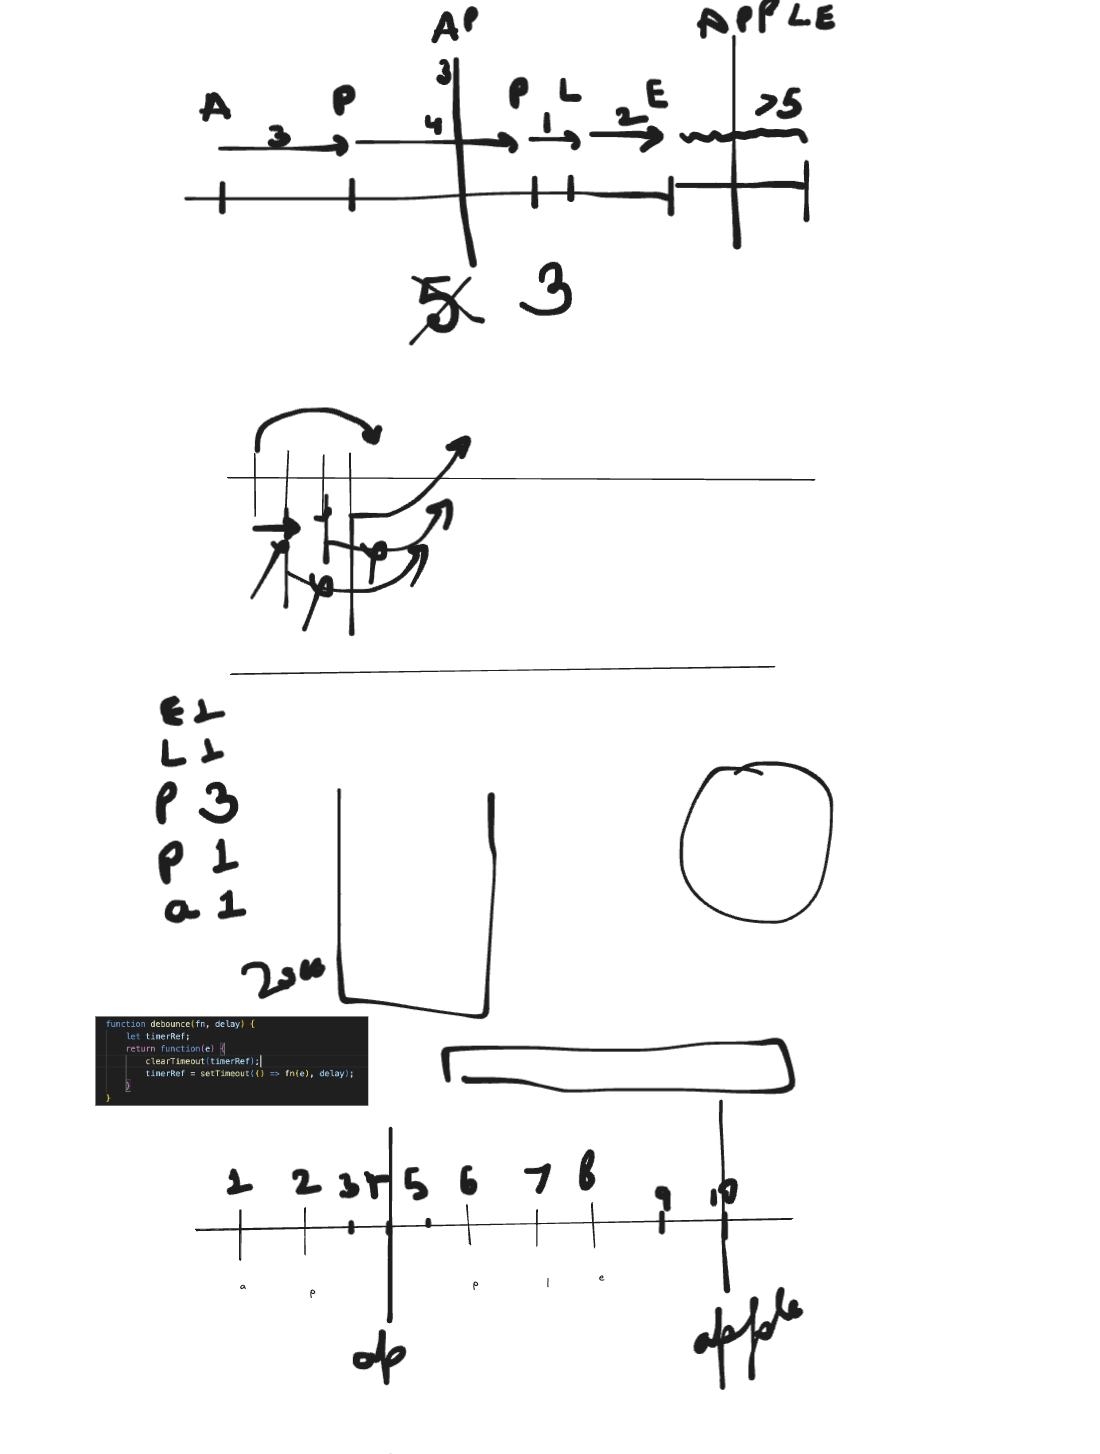 AP
APPLE
3
A P 4 P L E >5
3 1 2
5 3
E 1
L 1
P 3
P 1
a 1
2sec
function debounce(fn, delay) {
let timerRef;
return function(e) {
clearTimeout(timerRef);
timerRef = setTimeout(() => fn(e), delay);
}
}
1 2 3 4 5 6 7 8 9 10
a p p l e
ap apple